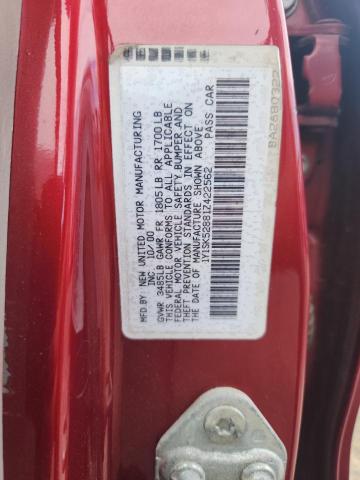 MFD BY: NEW UNITED MOTOR MANUFACTURING
INC 10/00
GVWR 3485LB GAWR FR 1805LB RR 1700LB
THIS VEHICLE CONFORMS TO ALL APPLICABLE
FEDERAL MOTOR VEHICLE SAFETY, BUMPER, AND
THEFT PREVENTION STANDARDS IN EFFECT ON
THE DATE OF MANUFACTURE SHOWN ABOVE
1Y1SK52881Z422562 PASS CAR